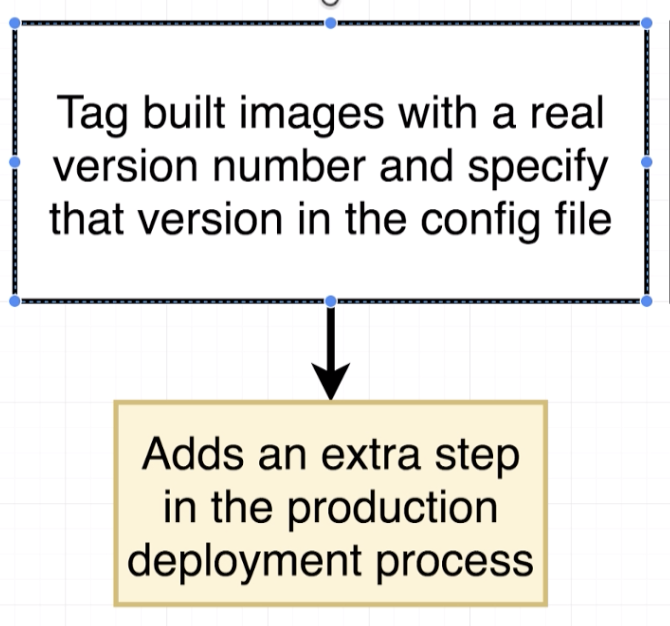 Tag built images with a real
version number and specify
that version in the config file
Adds an extra step
in the production
deployment process